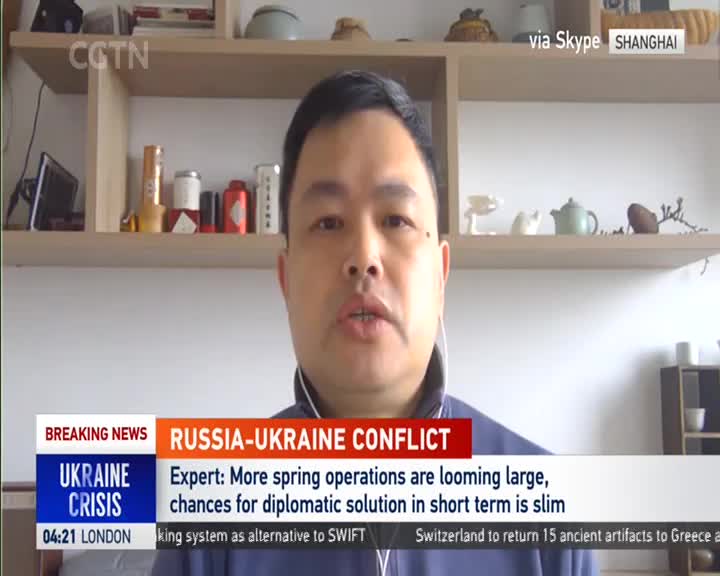 CGTN
via Skype SHANGHAI
BREAKING NEWS
RUSSIA-UKRAINE CONFLICT
UKRAINE
CRISIS
Expert: More spring operations are looming large,
chances for diplomatic solution in short term is slim
04:21 LONDON
king system as alternative to SWIFT Switzerland to return 15 ancient artifacts to Greece a